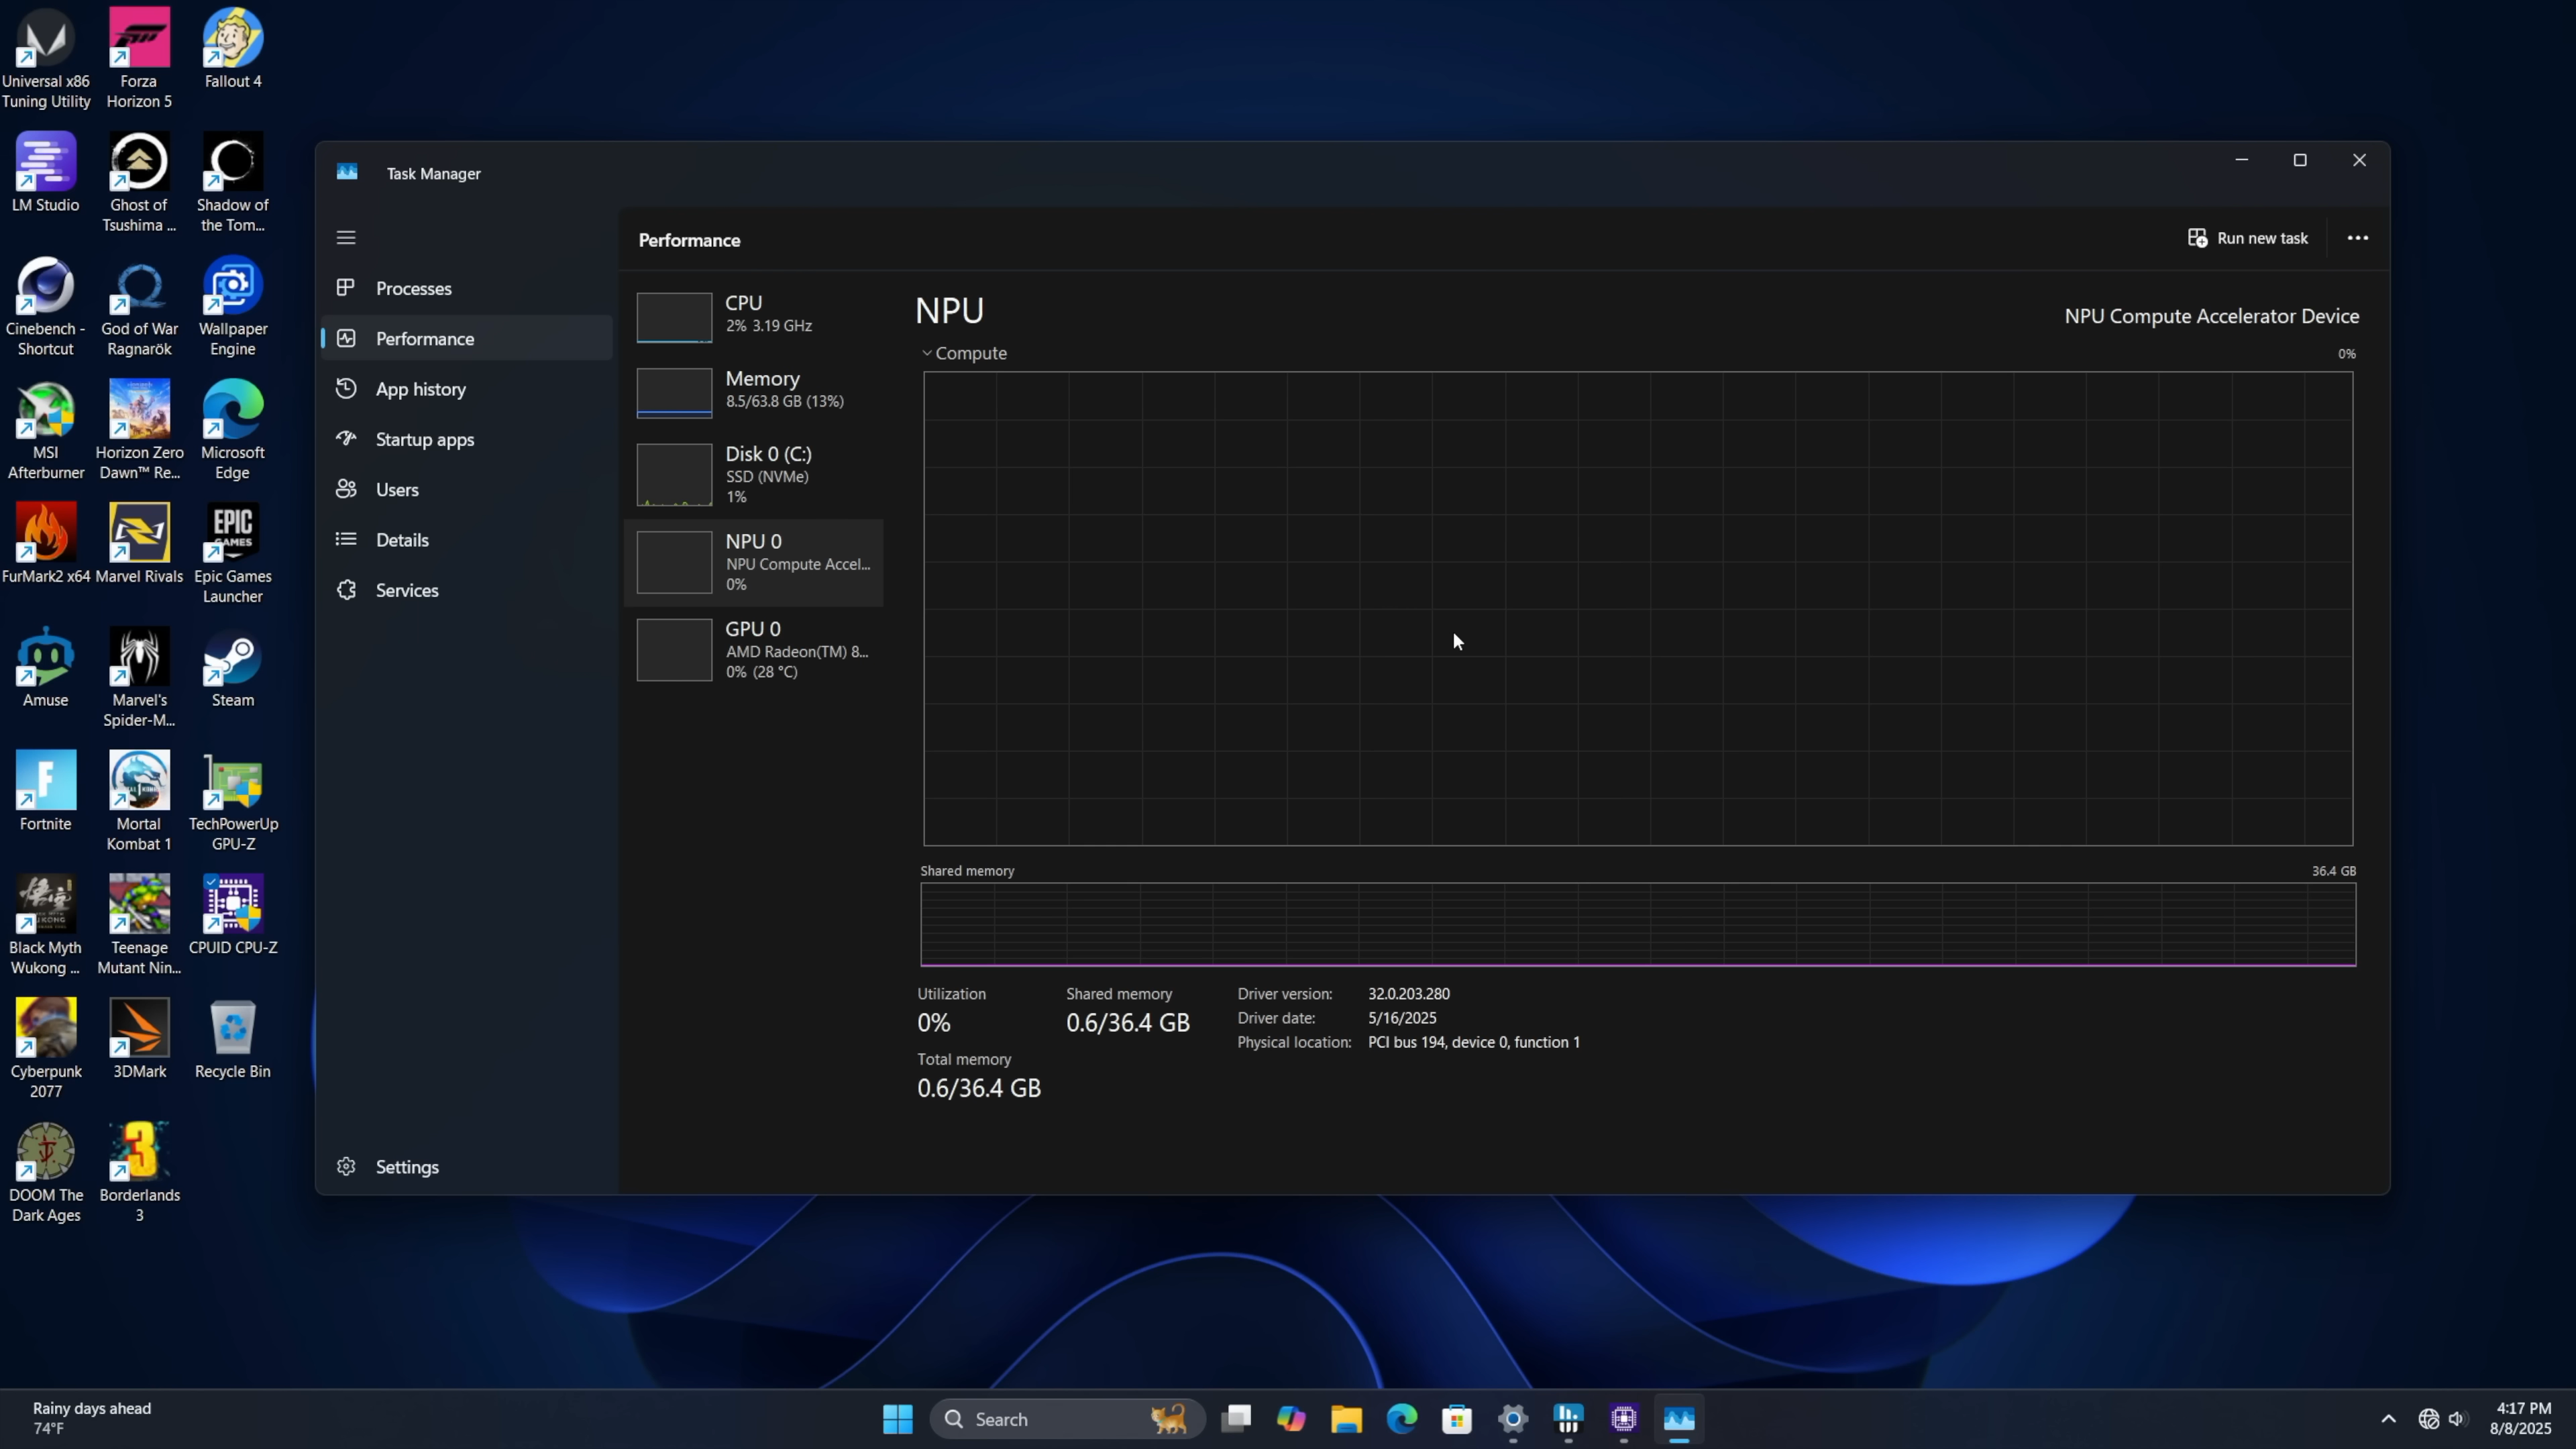 Universal x86
Tuning Utility
Forza
Horizon 5
Fallout 4
LM Studio
Ghost of
Tsushima ...
Shadow of
the Tom...
Cinebench -
Shortcut
God of War
Ragnarök
Wallpaper
Engine
MSI
Afterburner
Horizon Zero
Dawn™ Re...
Microsoft
Edge
FurMark2 x64
Marvel Rivals
EPIC
GAMES
Epic Games
Launcher
Amuse
Marvel's
Spider-M...
Steam
Fortnite
Mortal
Kombat 1
TechPowerUp
GPU-Z
Black Myth
Wukong ...
Teenage
Mutant Nin...
CPUID CPU-Z
Cyberpunk
2077
3DMark
Recycle Bin
DOOM The
Dark Ages
Borderlands
3
Task Manager
Processes
Performance
App history
Startup apps
Users
Details
Services
Settings
Performance
Run new task
CPU
2% 3.19 GHz
Memory
8.5/63.8 GB (13%)
Disk 0 (C:)
SSD (NVMe)
1%
NPU 0
NPU Compute Accel...
0%
GPU 0
AMD Radeon(TM) 8...
0% (28 °C)
NPU
NPU Compute Accelerator Device
Compute
0%
Shared memory
36.4 GB
Utilization
0%
Shared memory
0.6/36.4 GB
Total memory
0.6/36.4 GB
Driver version: 32.0.203.280
Driver date: 5/16/2025
Physical location: PCI bus 194, device 0, function 1
Rainy days ahead
74°F
Search
4:17 PM
8/8/2025